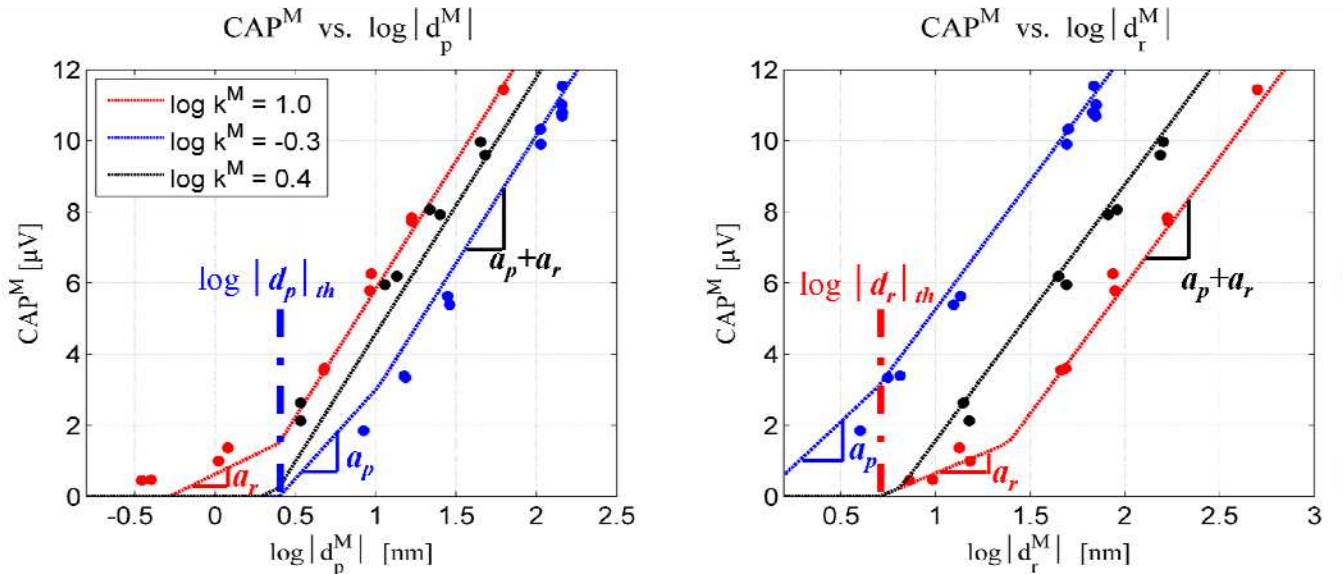 CAP^M vs. log|d_p^M|
12
10
8
6
4
2
0
CAP^M [μV]
log k^M = 1.0
log k^M = -0.3
log k^M = 0.4
log |d_p|_th
a_p+a_r
a_r
a_p
-0.5 0 0.5 1 1.5 2 2.5
log|d_p^M| [nm]
CAP^M vs. log|d_r^M|
12
10
8
6
4
2
0
CAP^M [μV]
log |d_r|_th
a_p+a_r
a_p
a_r
0.5 1 1.5 2 2.5 3
log|d_r^M| [nm]